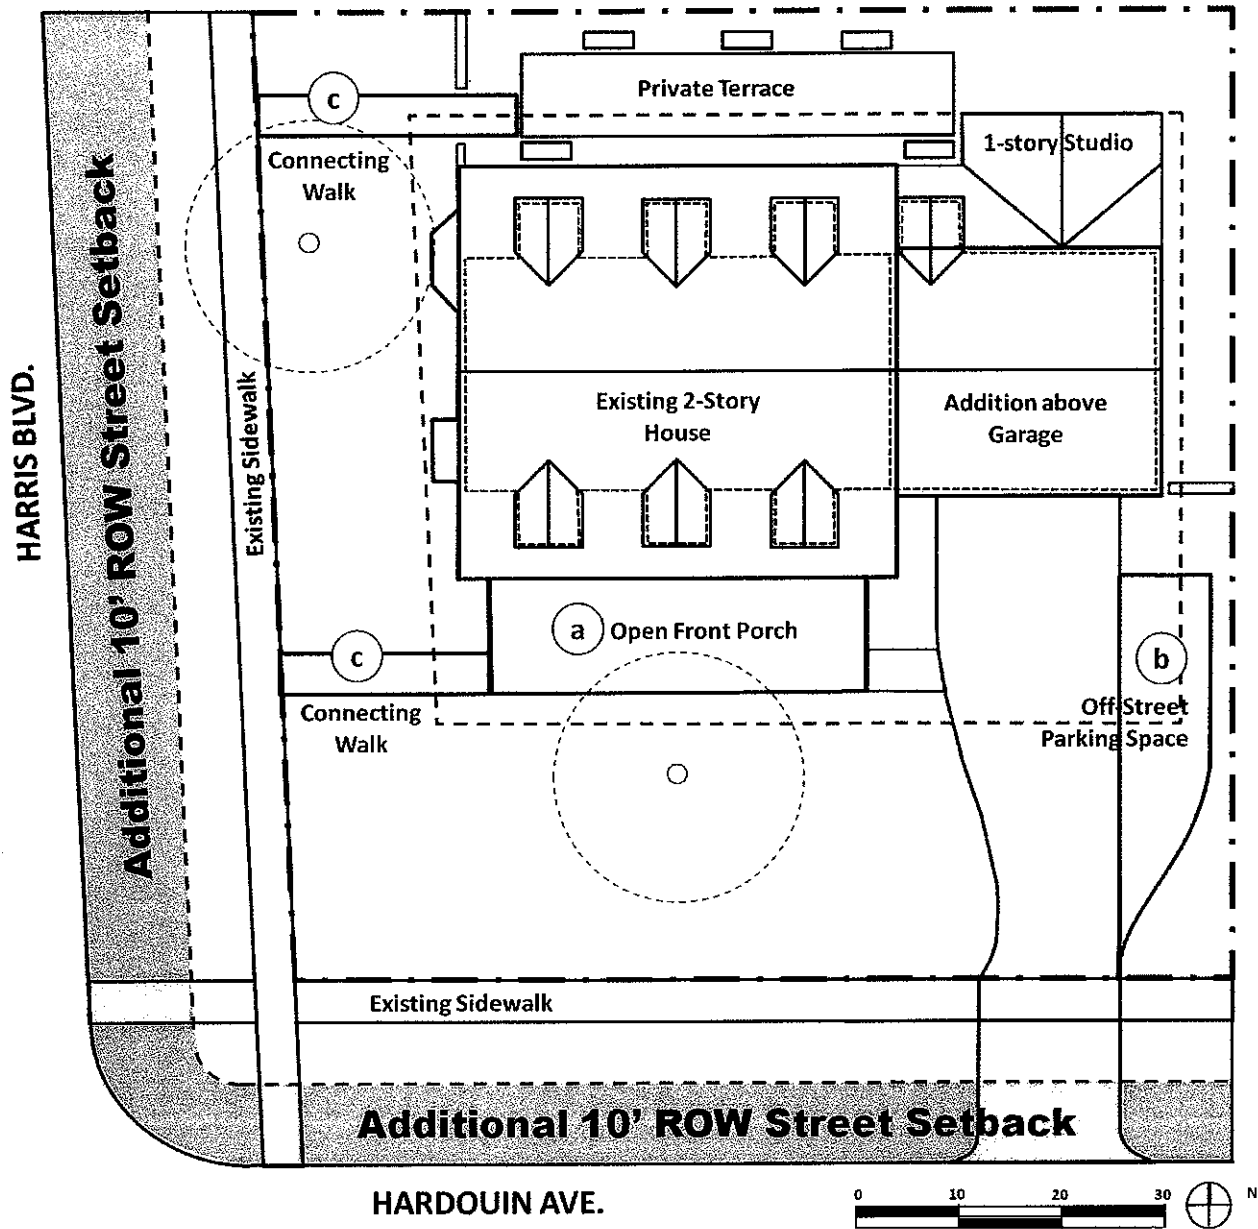 Private Terrace
c
1-story Studio
Connecting
Walk
HARRIS BLVD.
Additional 10' ROW Street Setback
Existing Sidewalk
Existing 2-Story
House
Addition above
Garage
a
Open Front Porch
c
b
Connecting
Walk
Off-Street
Parking Space
Existing Sidewalk
Additional 10' ROW Street Setback
HARDOUIN AVE.
0 10 20 30
N